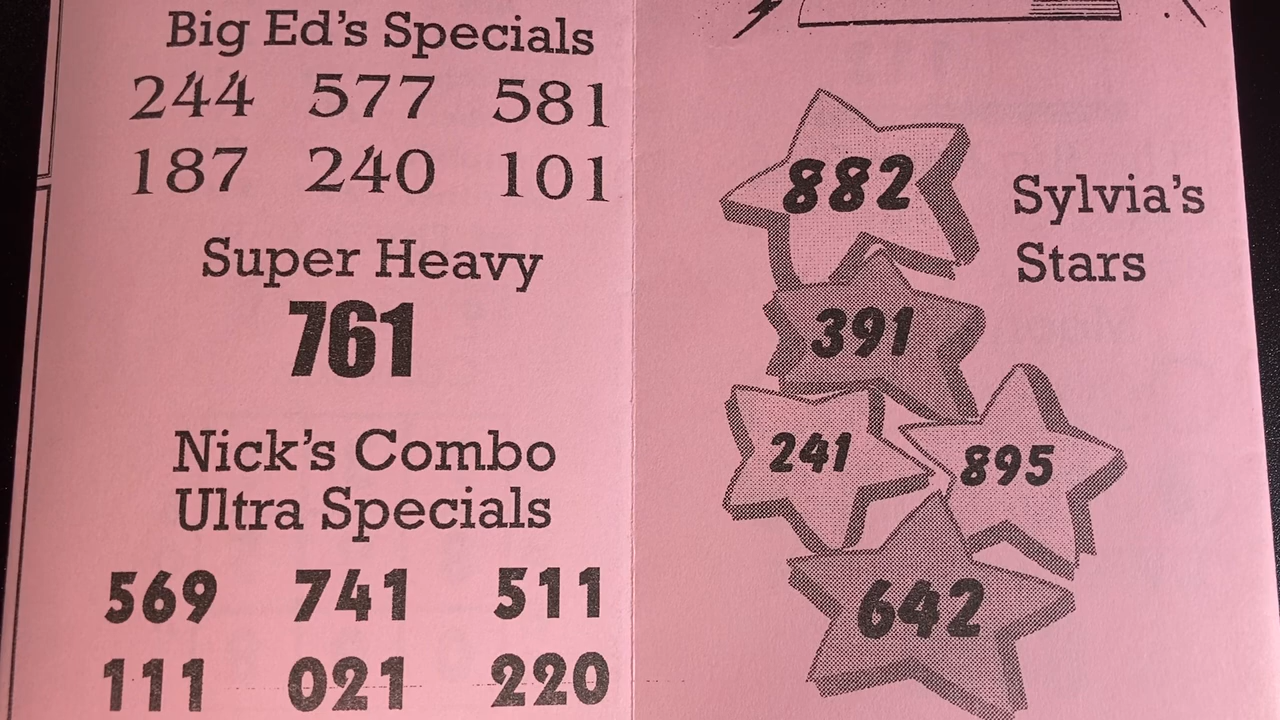 Big Ed's Specials
244 577 581
187 240 101
Super Heavy
761
Nick's Combo
Ultra Specials
569 741 511
111 021 220
882
Sylvia's
Stars
391
241
895
642